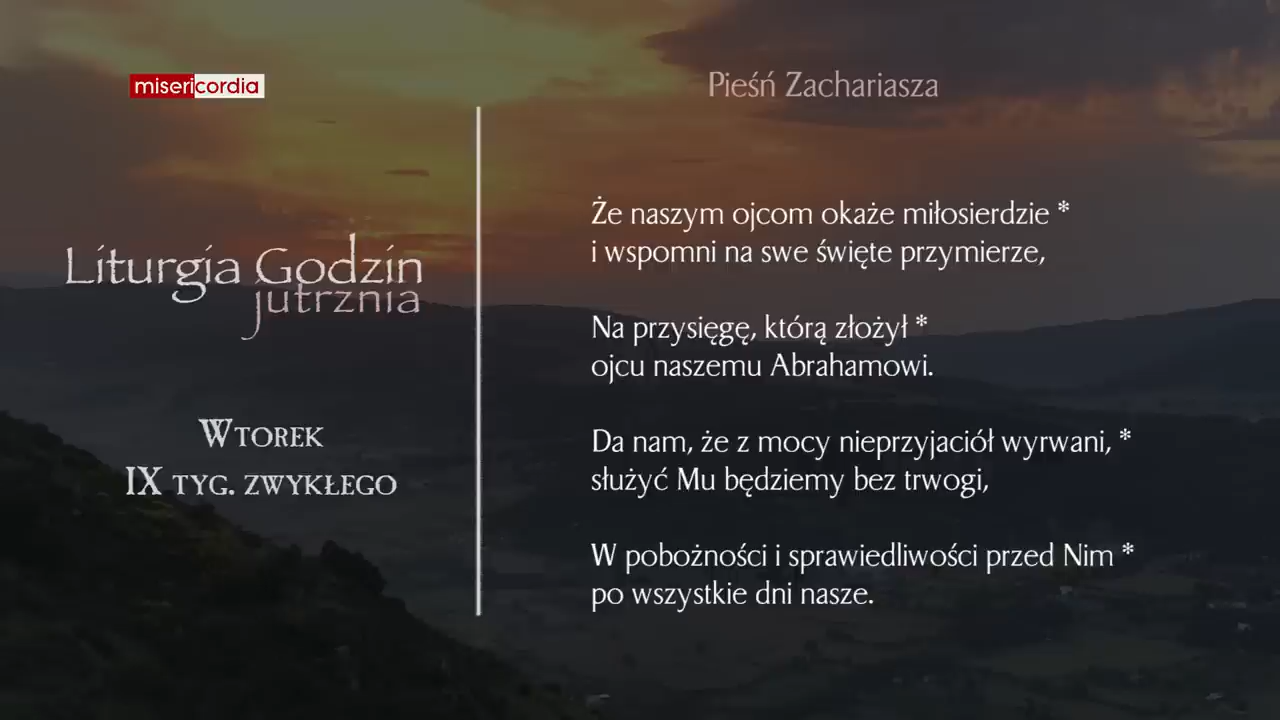 misericordia
Liturgia Godzin
jutrznia
Wtorek
IX tyg. zwykłego
Pieśń Zachariasza
Że naszym ojcom okaże miłosierdzie *
i wspomni na swe święte przymierze,
Na przysięgę, którą złożył *
ojcu naszemu Abrahamowi.
Da nam, że z mocy nieprzyjaciół wyrwani, *
służyć Mu będziemy bez trwogi,
W pobożności i sprawiedliwości przed Nim *
po wszystkie dni nasze.